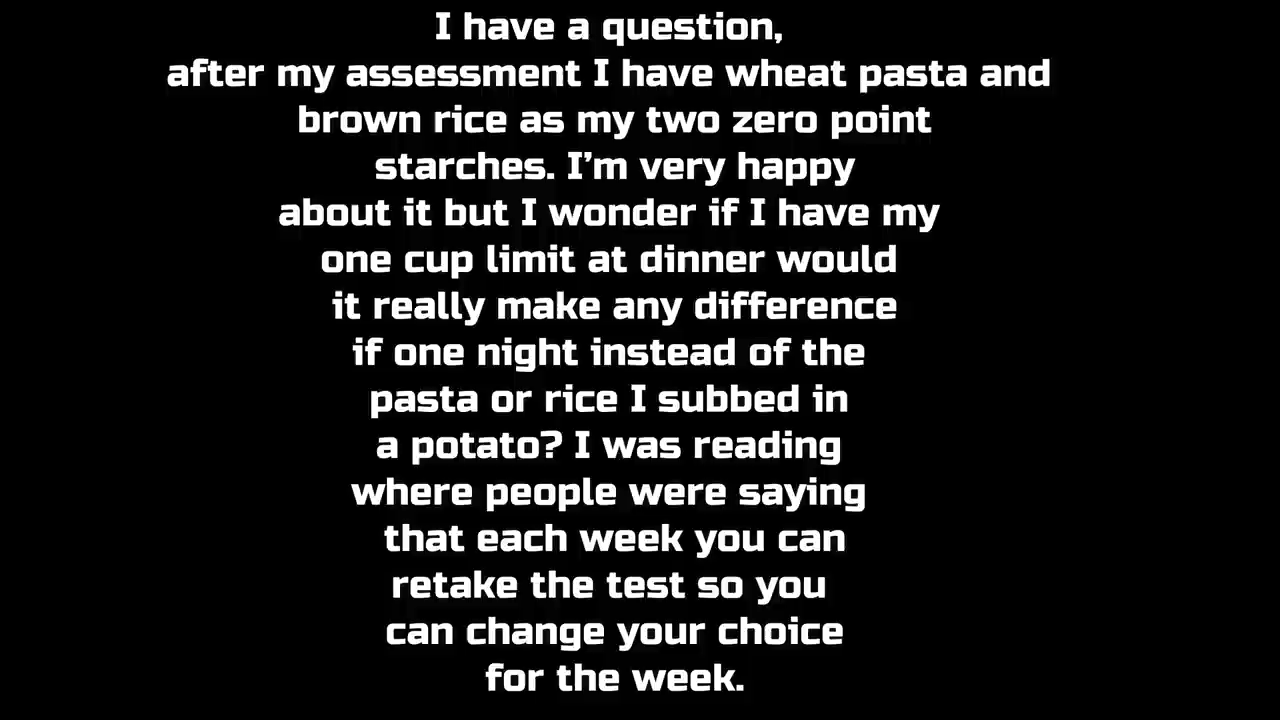 I have a question,
after my assessment I have wheat pasta and
brown rice as my two zero point
starches. I'm very happy
about it but I wonder if I have my
one cup limit at dinner would
it really make any difference
if one night instead of the
pasta or rice I subbed in
a potato? I was reading
where people were saying
that each week you can
retake the test so you
can change your choice
for the week.